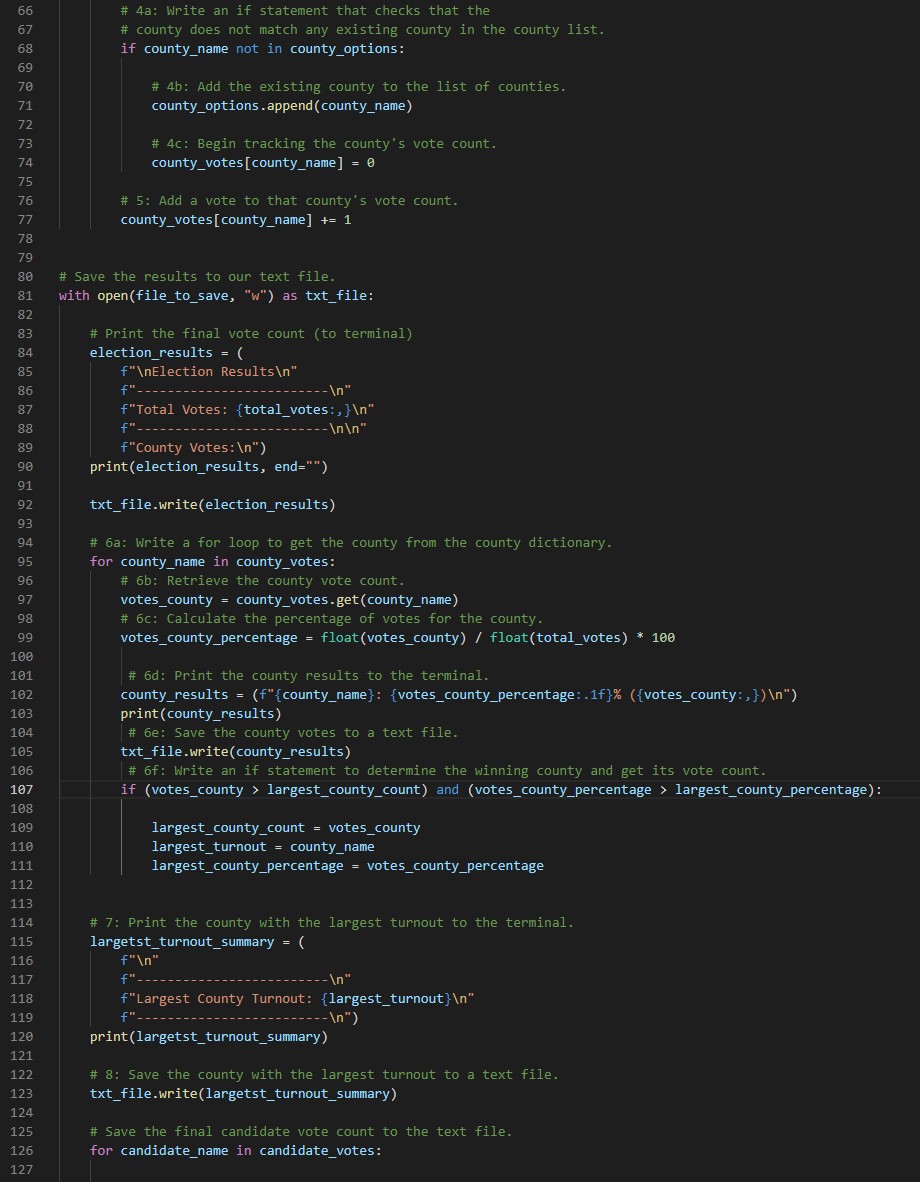 66 # 4a: Write an if statement that checks that the
67 # county does not match any existing county in the county list.
68 if county_name not in county_options:
69
70 # 4b: Add the existing county to the list of counties.
71 county_options.append(county_name)
72
73 # 4c: Begin tracking the county's vote count.
74 county_votes[county_name] = 0
75
76 # 5: Add a vote to that county's vote count.
77 county_votes[county_name] += 1
78
79
80 # Save the results to our text file.
81 with open(file_to_save, "w") as txt_file:
82
83 # Print the final vote count (to terminal)
84 election_results = (
85 f"\nElection Results\n"
86 f"-------------------------\n"
87 f"Total Votes: {total_votes:,}\n"
88 f"-------------------------\n\n"
89 f"County Votes:\n")
90 print(election_results, end="")
91
92 txt_file.write(election_results)
93
94 # 6a: Write a for loop to get the county from the county dictionary.
95 for county_name in county_votes:
96 # 6b: Retrieve the county vote count.
97 votes_county = county_votes.get(county_name)
98 # 6c: Calculate the percentage of votes for the county.
99 votes_county_percentage = float(votes_county) / float(total_votes) * 100
100
101 # 6d: Print the county results to the terminal.
102 county_results = (f"{county_name}: {votes_county_percentage:.1f}% ({votes_county:,})\n")
103 print(county_results)
104 # 6e: Save the county votes to a text file.
105 txt_file.write(county_results)
106 # 6f: Write an if statement to determine the winning county and get its vote count.
107 if (votes_county > largest_county_count) and (votes_county_percentage > largest_county_percentage):
108
109 largest_county_count = votes_county
110 largest_turnout = county_name
111 largest_county_percentage = votes_county_percentage
112
113
114 # 7: Print the county with the largest turnout to the terminal.
115 largetst_turnout_summary = (
116 f"\n"
117 f"-------------------------\n"
118 f"Largest County Turnout: {largest_turnout}\n"
119 f"-------------------------\n")
120 print(largetst_turnout_summary)
121
122 # 8: Save the county with the largest turnout to a text file.
123 txt_file.write(largetst_turnout_summary)
124
125 # Save the final candidate vote count to the text file.
126 for candidate_name in candidate_votes:
127